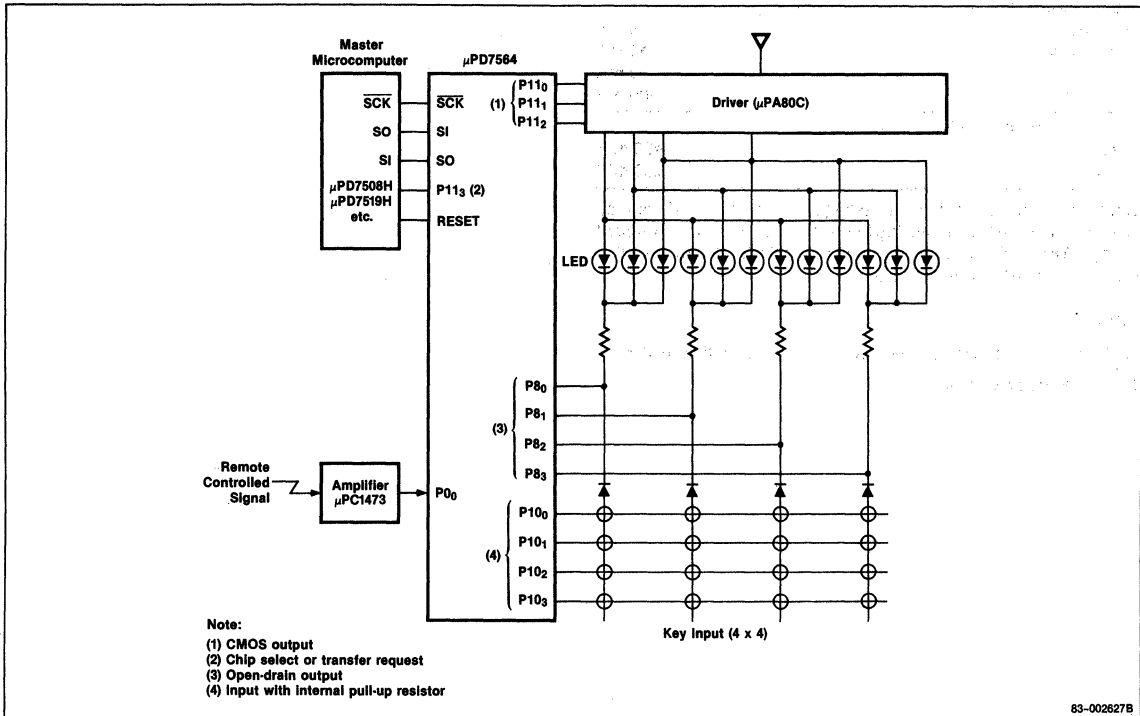 Master
Microcomputer
μPD7564
SCK
SO
SI
μPD7508H
μPD7519H
etc.
SCK
SI
SO
P11₃ (2)
RESET
(1)
P11₀
P11₁
P11₂
Driver (μPA80C)
LED
(3)
P8₀
P8₁
P8₂
P8₃
Remote
Controlled
Signal
Amplifier
μPC1473
P0₀
(4)
P10₀
P10₁
P10₂
P10₃
Key Input (4 x 4)
Note:
(1) CMOS output
(2) Chip select or transfer request
(3) Open-drain output
(4) Input with internal pull-up resistor
83-002627B